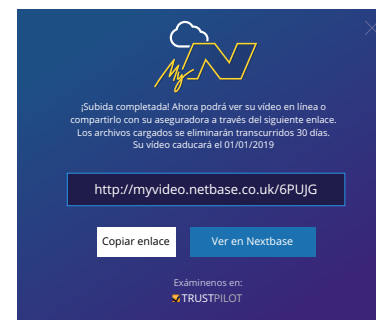 My N
¡Subida completada! Ahora podrá ver su vídeo en línea o
compartirlo con su aseguradora a través del siguiente enlace.
Los archivos cargados se eliminarán transcurridos 30 días.
Su vídeo caducará el 01/01/2019
http://myvideo.netbase.co.uk/6PUJG
Copiar enlace
Ver en Nextbase
Exáminenos en:
TRUSTPILOT